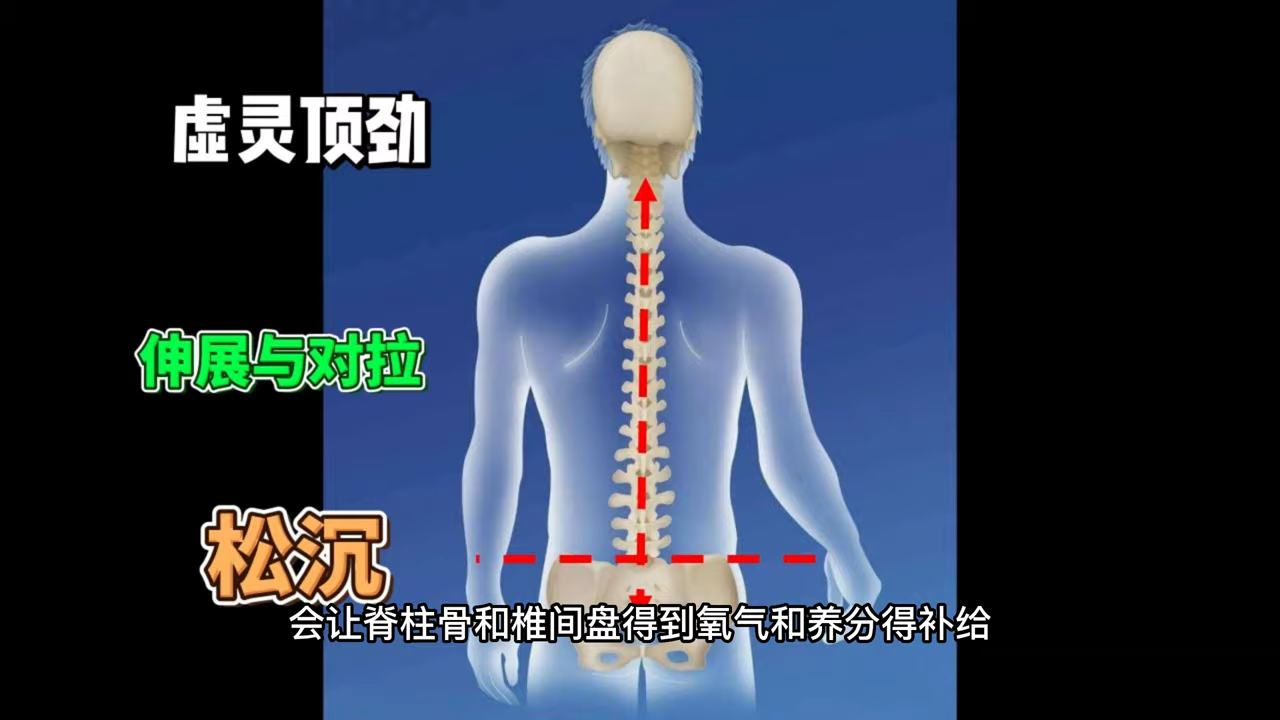 虚灵顶劲
伸展与对拉
松沉
会让脊柱骨和椎间盘得到氧气和养分得补给